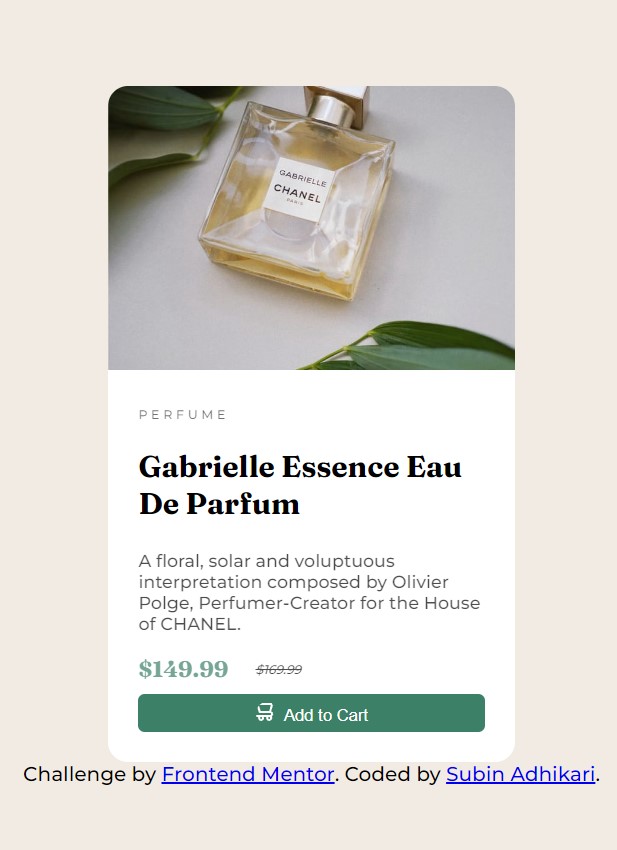 GABRIELLE
CHANEL
PARIS
PERFUME
Gabrielle Essence Eau
De Parfum
A floral, solar and voluptuous
interpretation composed by Olivier
Polge, Perfumer-Creator for the House
of CHANEL.
$149.99 $169.99
Add to Cart
Challenge by Frontend Mentor. Coded by Subin Adhikari.